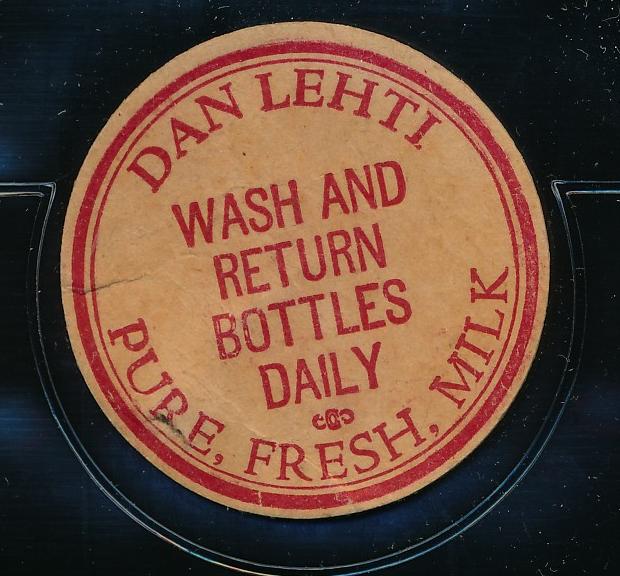 DAN LEHTI
WASH AND
RETURN
BOTTLES
DAILY
PURE, FRESH, MILK